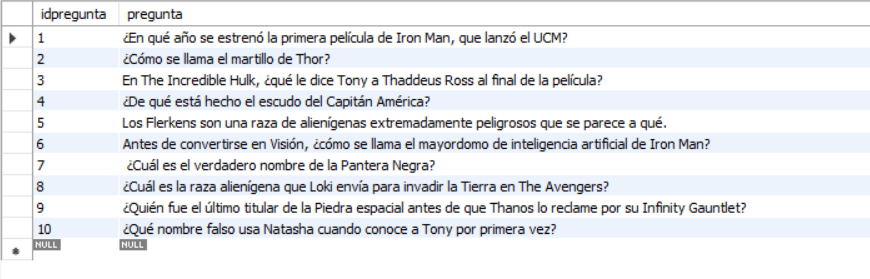 idpregunta pregunta
1 ¿En qué año se estrenó la primera película de Iron Man, que lanzó el UCM?
2 ¿Cómo se llama el martillo de Thor?
3 En The Incredible Hulk, ¿qué le dice Tony a Thaddeus Ross al final de la película?
4 ¿De qué está hecho el escudo del Capitán América?
5 Los Flerkens son una raza de alienígenas extremadamente peligrosos que se parece a qué.
6 Antes de convertirse en Visión, ¿cómo se llama el mayordomo de inteligencia artificial de Iron Man?
7 ¿Cuál es el verdadero nombre de la Pantera Negra?
8 ¿Cuál es la raza alienígena que Loki envía para invadir la Tierra en The Avengers?
9 ¿Quién fue el último titular de la Piedra espacial antes de que Thanos lo reclame por su Infinity Gauntlet?
10 ¿Qué nombre falso usa Natasha cuando conoce a Tony por primera vez?
NULL NULL